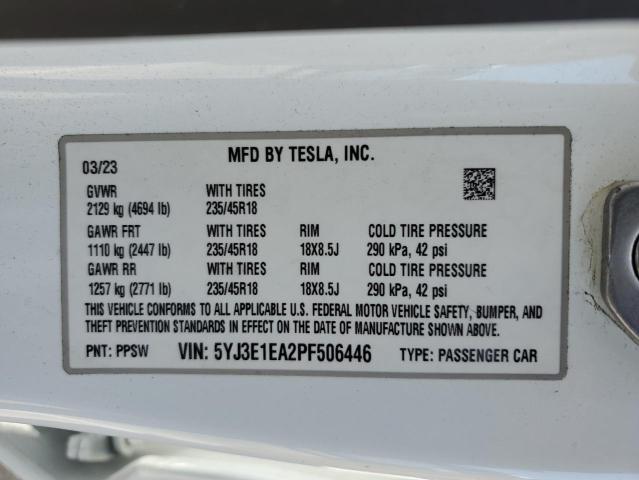 MFD BY TESLA, INC.
03/23
GVWR WITH TIRES
2129 kg (4694 lb) 235/45R18
GAWR FRT WITH TIRES RIM COLD TIRE PRESSURE
1110 kg (2447 lb) 235/45R18 18X8.5J 290 kPa, 42 psi
GAWR RR WITH TIRES RIM COLD TIRE PRESSURE
1257 kg (2771 lb) 235/45R18 18X8.5J 290 kPa, 42 psi
THIS VEHICLE CONFORMS TO ALL APPLICABLE U.S. FEDERAL MOTOR VEHICLE SAFETY, BUMPER, AND
THEFT PREVENTION STANDARDS IN EFFECT ON THE DATE OF MANUFACTURE SHOWN ABOVE.
PNT: PPSW VIN: 5YJ3E1EA2PF506446 TYPE: PASSENGER CAR